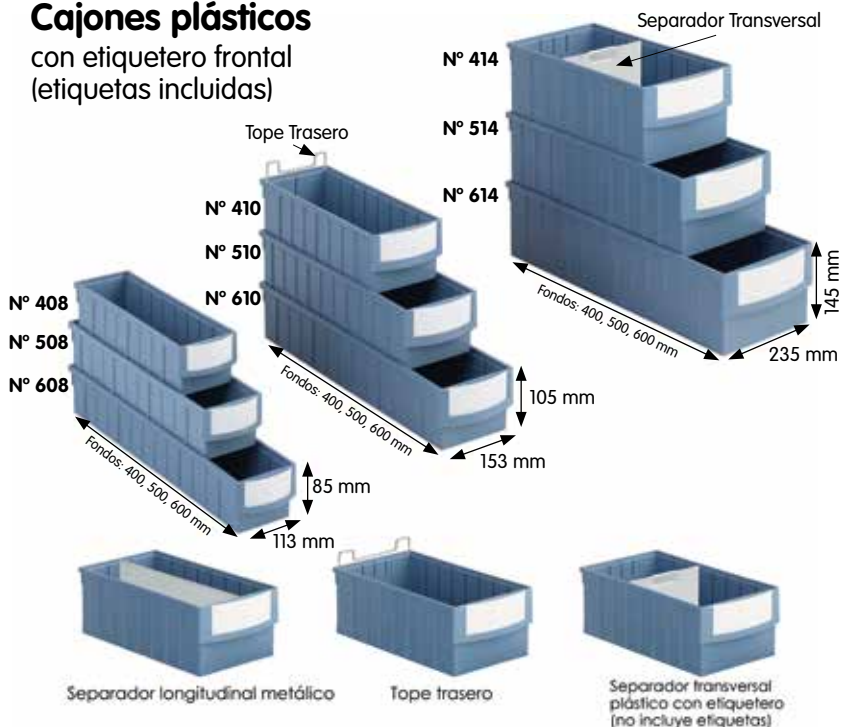 Cajones plásticos
con etiquetero frontal
(etiquetas incluidas)
Separador Transversal
Nº 414
Nº 514
Nº 614
Fondos: 400, 500, 600 mm
145 mm
235 mm
Tope Trasero
Nº 410
Nº 510
Nº 610
Fondos: 400, 500, 600 mm
105 mm
153 mm
Nº 408
Nº 508
Nº 608
Fondos: 400, 500, 600 mm
85 mm
113 mm
Separador longitudinal metálico
Tope trasero
Separador transversal
plástico con etiquetero
(no incluye etiquetas)